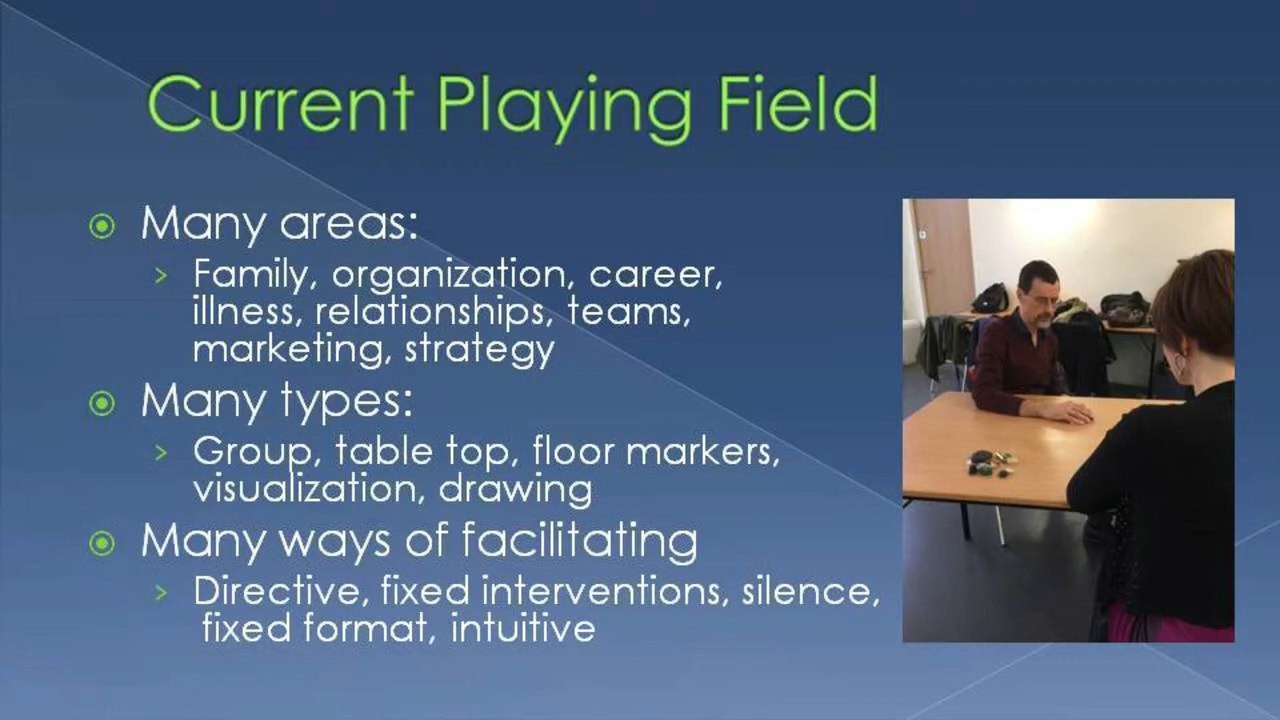 Current Playing Field
Many areas:
Family, organization, career,
illness, relationships, teams,
marketing, strategy
Many types:
Group, table top, floor markers,
visualization, drawing
Many ways of facilitating
Directive, fixed interventions, silence,
fixed format, intuitive